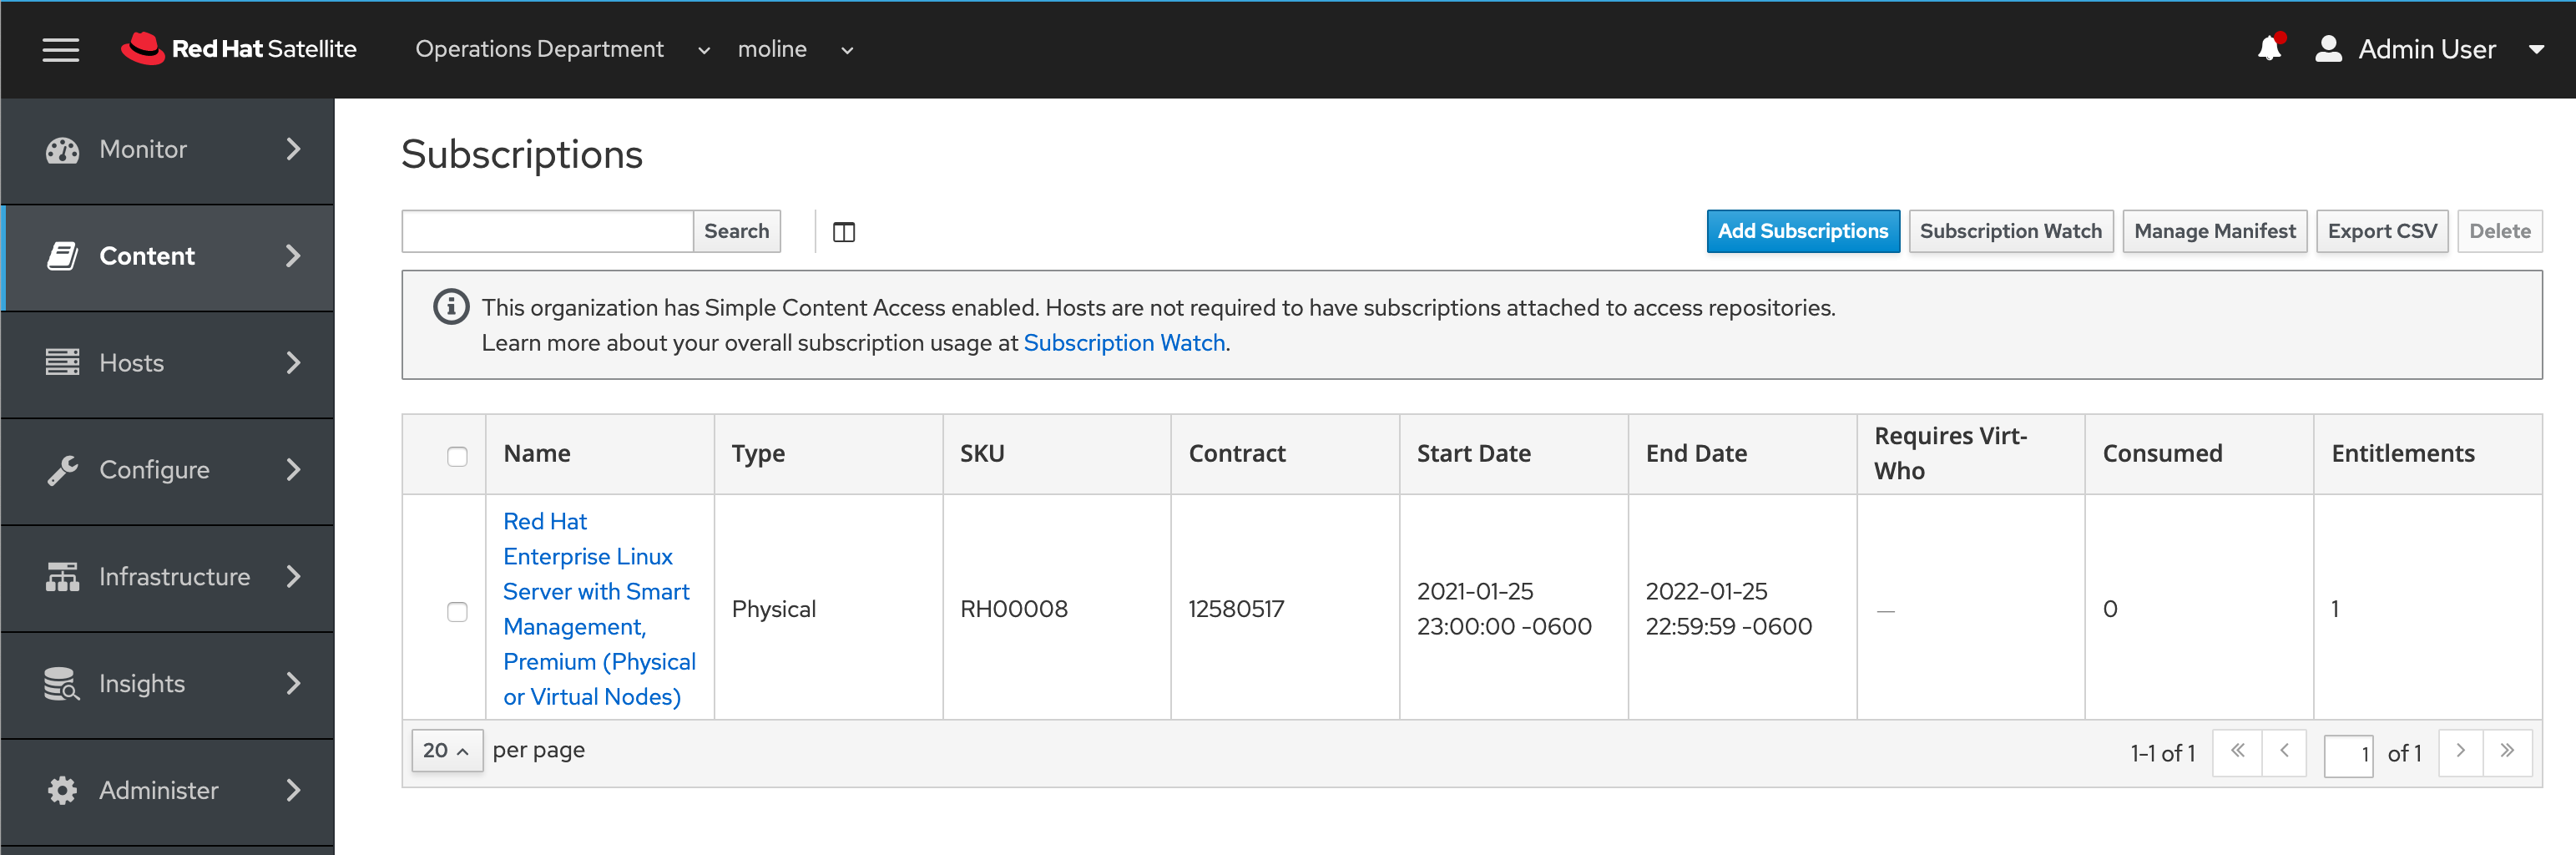 Red Hat Satellite
Operations Department
moline
Admin User
Monitor
Content
Hosts
Configure
Infrastructure
Insights
Administer
Subscriptions
Search
Add Subscriptions
Subscription Watch
Manage Manifest
Export CSV
Delete
This organization has Simple Content Access enabled. Hosts are not required to have subscriptions attached to access repositories.
Learn more about your overall subscription usage at Subscription Watch.
Name
Type
SKU
Contract
Start Date
End Date
Requires Virt-
Who
Consumed
Entitlements
Red Hat
Enterprise Linux
Server with Smart
Management,
Premium (Physical
or Virtual Nodes)
Physical
RH00008
12580517
2021-01-25
23:00:00 -0600
2022-01-25
22:59:59 -0600
—
0
1
20 per page
1-1 of 1
1 of 1